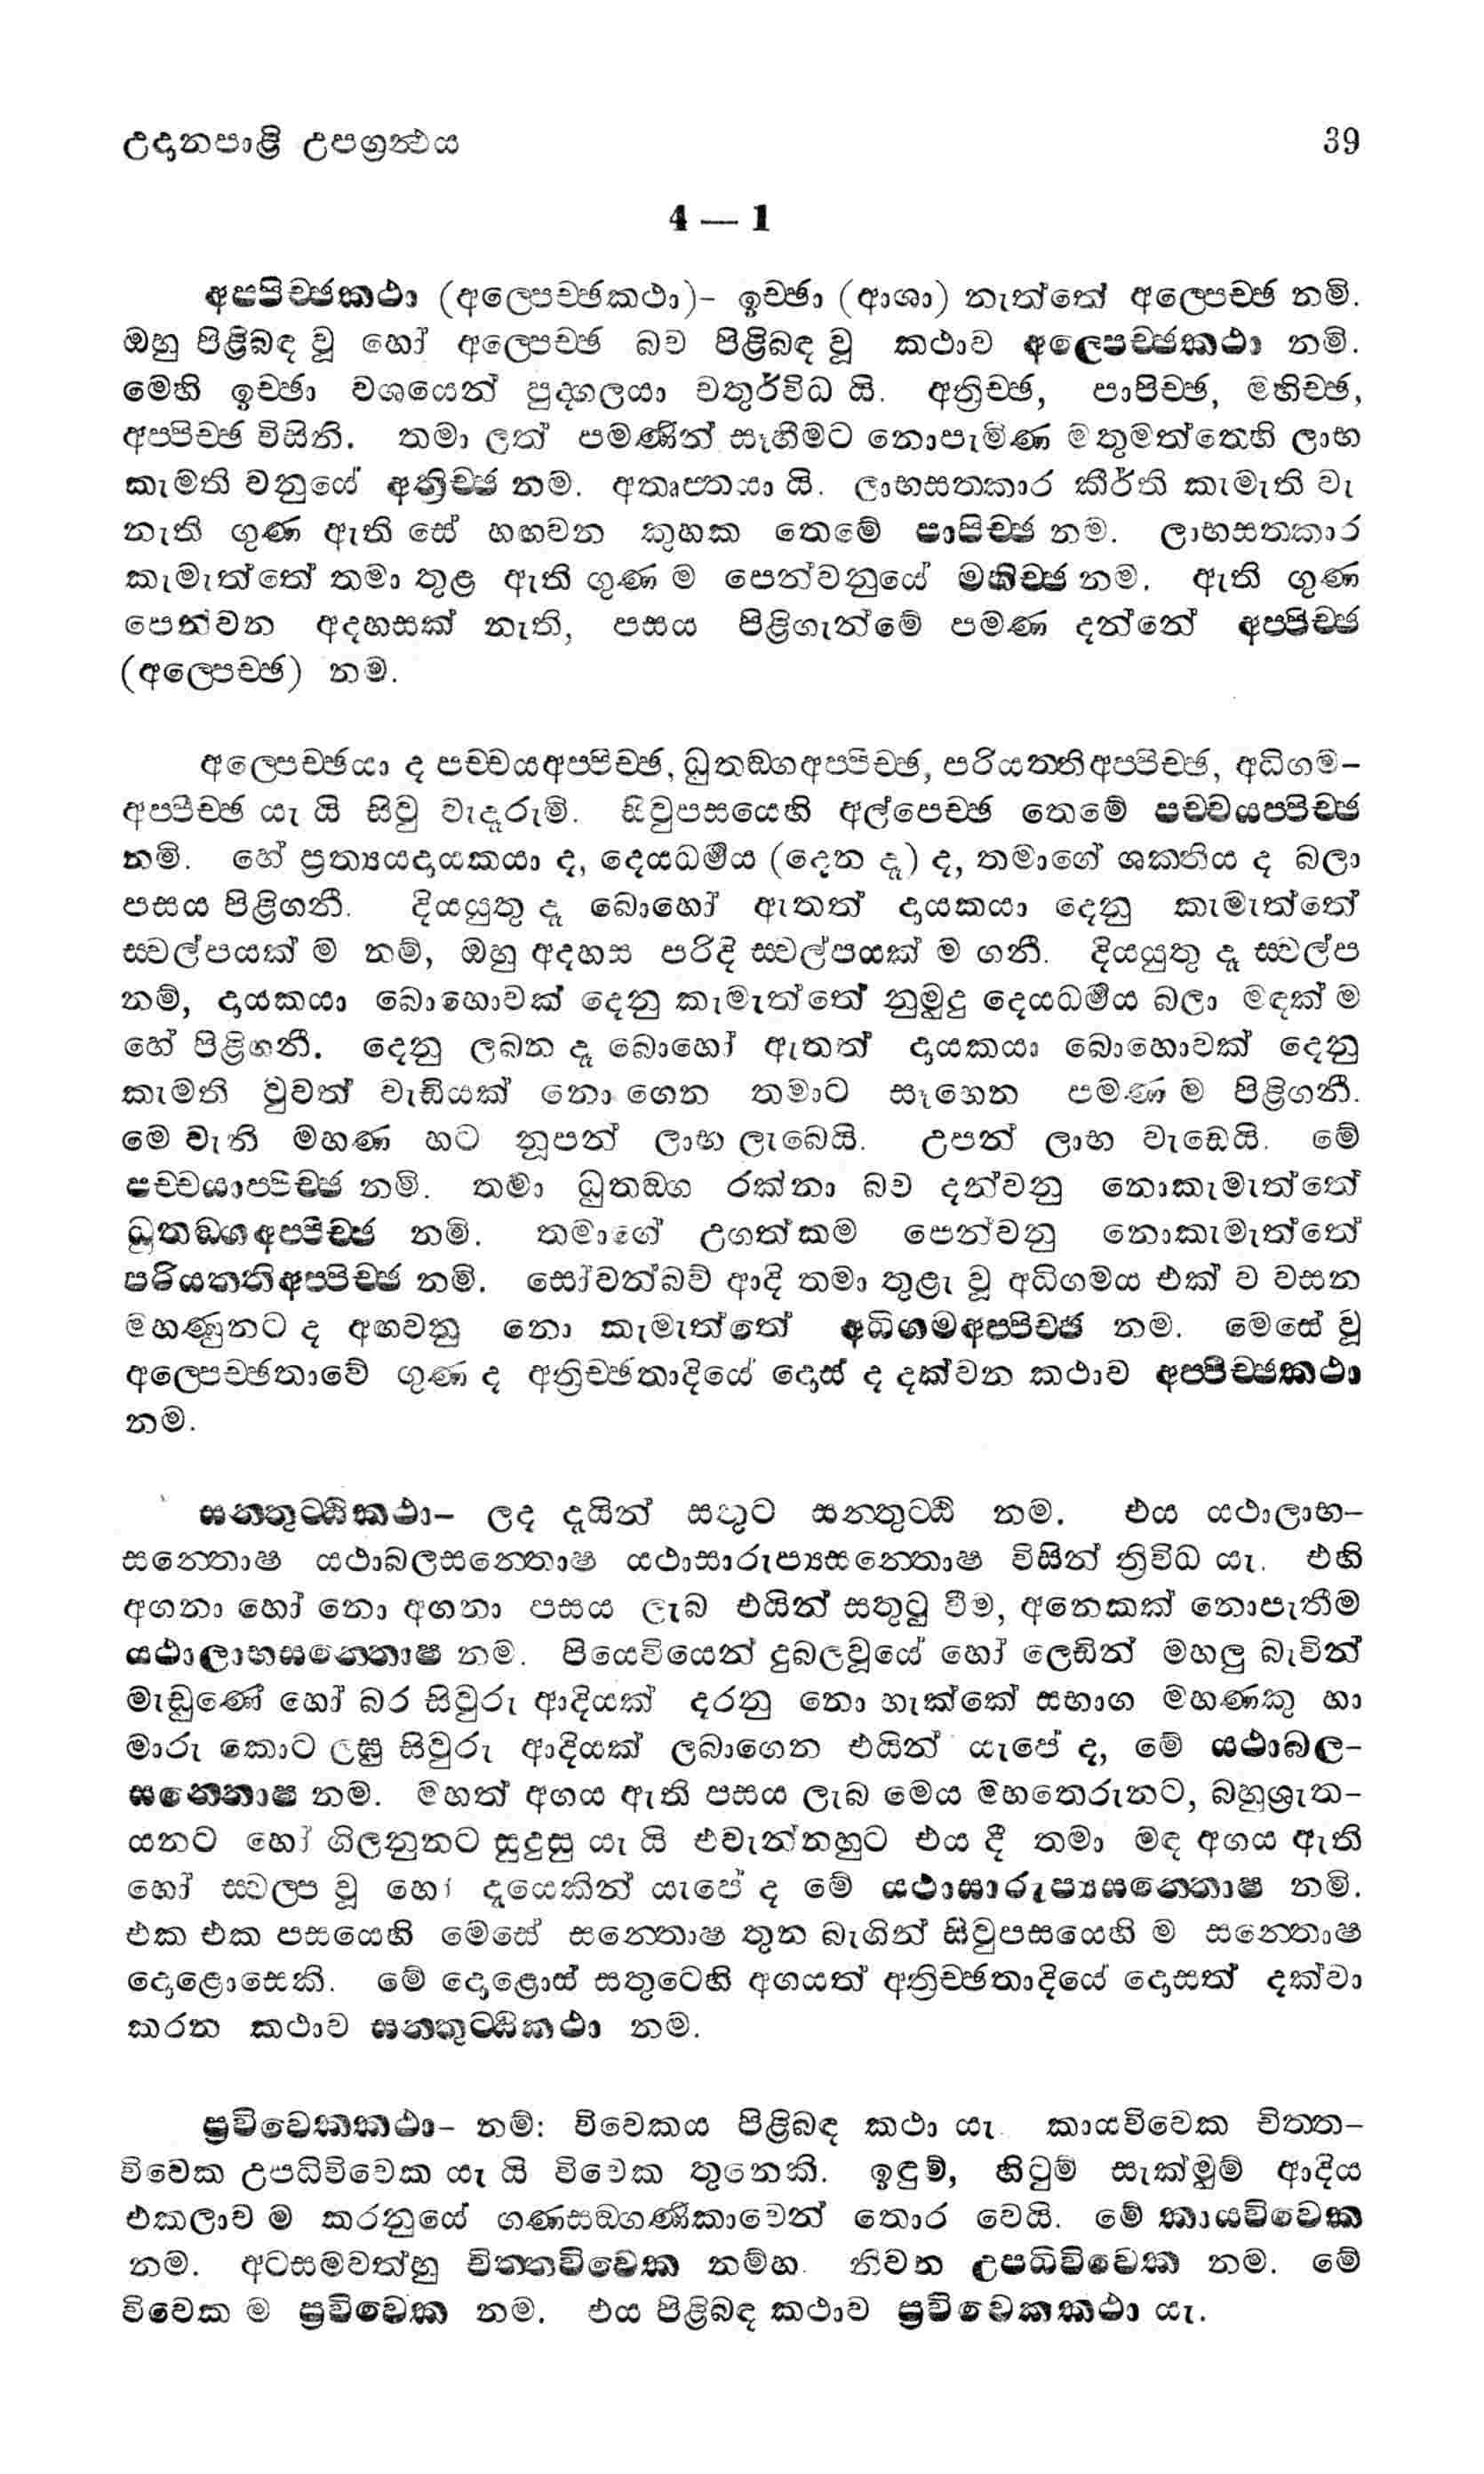 උදානපාළි උපග්‍රන්‍ථය 39
4 — 1
අප්පිච්ඡකථා (අල්පෙච්ඡකථා)- ඉච්ඡා (ආශා) නැත්තේ අල්පෙච්ඡ නමි.
ඔහු පිළිබඳ වූ හෝ අල්පෙච්ඡ බව පිළිබඳ වූ කථාව අල්පෙච්ඡකථා නමි.
මෙහි ඉච්ඡා වශයෙන් පුද්ගලයා චතුර්විධ යි. අත්‍රිච්ඡ, පාපිච්ඡ, මහිච්ඡ,
අප්පිච්ඡ විසිනි. තමා ලත් පමණින් සෑහීමට නොපැමිණ මතුමත්තෙහි ලාභ
කැමති වනුයේ අත්‍රිච්ඡ නම. අතෘප්තයා යි. ලාභසත්කාර කීර්ති කැමැති වැ
නැති ගුණ ඇති සේ හඟවන කුහක තෙමේ පාපිච්ඡ නම. ලාභසත්කාර
කැමැත්තේ තමා තුළ ඇති ගුණ ම පෙන්වනුයේ මහිච්ඡ නම. ඇති ගුණ
පෙන්වන අදහසක් නැති, පසය පිළිගැන්මේ පමණ දන්නේ අප්පිච්ඡ
(අල්පෙච්ඡ) නම.
අල්පෙච්ඡයා ද පච්චයඅප්පිච්ඡ, ධුතඞ්ගඅප්පිච්ඡ, පරියත්තිඅප්පිච්ඡ, අධිගම-
අප්පිච්ඡ යැ යි සිවු වැදෑරුමි. සිවුපසයෙහි අල්පෙච්ඡ තෙමේ පච්චයප්පිච්ඡ
නමි. හේ ප්‍රත්‍යයදායකයා ද, දෙයධර්‍මය (දෙන දෑ) ද, තමාගේ ශක්තිය ද බලා
පසය පිළිගනී. දියයුතු දෑ බොහෝ ඇතත් දායකයා දෙනු කැමැත්තේ
ස්වල්පයක් ම නම්, ඔහු අදහස පරිදි ස්වල්පයක් ම ගනී. දියයුතු දෑ ස්වල්ප
නම්, දායකයා බොහොවක් දෙනු කැමැත්තේ නුමුදු දෙයධර්‍මය බලා මඳක් ම
හේ පිළිගනී. දෙනු ලබන දෑ බොහෝ ඇතත් දායකයා බොහොවක් දෙනු
කැමති වුවත් වැඩියක් නො ගෙන තමාට සෑහෙන පමණ ම පිළිගනී.
මෙ වැනි මහණ හට නූපන් ලාභ ලැබෙයි. උපන් ලාභ වැඩෙයි. මේ
පච්චයාප්පිච්ඡ නමි. තමා ධුතඞ්ග රක්නා බව දන්වනු නොකැමැත්තේ
ධුතඞ්ගඅප්පිච්ඡ නමි. තමාගේ උගත්කම පෙන්වනු නොකැමැත්තේ
පරියත්තිඅප්පිච්ඡ නමි. සෝවන්බව් ආදි තමා තුළැ වූ අධිගමය එක් ව වසන
මහණුනට ද අඟවනු නො කැමැත්තේ අධිගමඅප්පිච්ඡ නම. මෙසේ වූ
අල්පෙච්ඡතාවේ ගුණ ද අත්‍රිච්ඡතාදියේ දොස් ද දක්වන කථාව අප්පිච්ඡකථා
නම.
සන්තුට්ඨිකථා- ලද දැයින් සතුට සන්තුට්ඨි නම. එය යථාලාභ-
සන්තොෂ යථාබලසන්තොෂ යථාසාරුප්‍යසන්තොෂ විසින් ත්‍රිවිධ යැ. එහි
අගනා හෝ නො අගනා පසය ලැබ එයින් සතුටු වීම, අනෙකක් නොපැතීම
යථාලාභසන්තොෂ නම. පියෙවියෙන් දුබලවූයේ හෝ ලෙඩින් මහලු බැවින්
මැඩුණේ හෝ බර සිවුරු ආදියක් දරනු නො හැක්කේ සභාග මහණකු හා
මාරු කොට ලඝු සිවුරු ආදියක් ලබාගෙන එයින් යැපේ ද, මේ යථාබල-
සන්තොෂ නම. මහත් අගය ඇති පසය ලැබ මෙය මහතෙරුනට, බහුශ්‍රැත-
යනට හෝ ගිලනුනට සුදුසු යැ යි එවැන්නහුට එය දී තමා මඳ අගය ඇති
හෝ ස්වල්ප වූ හෝ දැයෙකින් යැපේ ද මේ යථාසාරුප්‍යසන්තොෂ නමි.
එක එක පසයෙහි මෙසේ සන්තොෂ තුන බැගින් සිවුපසයෙහි ම සන්තොෂ
දොළොසෙකි. මේ දොළොස් සතුටෙහි අගයත් අත්‍රිච්ඡතාදියේ දොසත් දක්වා
කරන කථාව සන්තුට්ඨිකථා නම.
ප්‍රවිවෙකකථා- නම්: විවෙකය පිළිබඳ කථා යැ. කායවිවෙක චිත්ත-
විවෙක උපධිවිවෙක යැ යි විවෙක තුනෙකි. ඉඳුම්, හිටුම් සැක්මුම් ආදිය
එකලාව ම කරනුයේ ගණසඞ්ගණිකාවෙන් තොර වෙයි. මේ කායවිවෙක
නම. අටසමවත්හු චිත්තවිවෙක නම්හ. නිවන උපධිවිවෙක නම. මේ
විවෙක ම ප්‍රවිවෙක නම. එය පිළිබඳ කථාව ප්‍රවිවෙකකථා යැ.